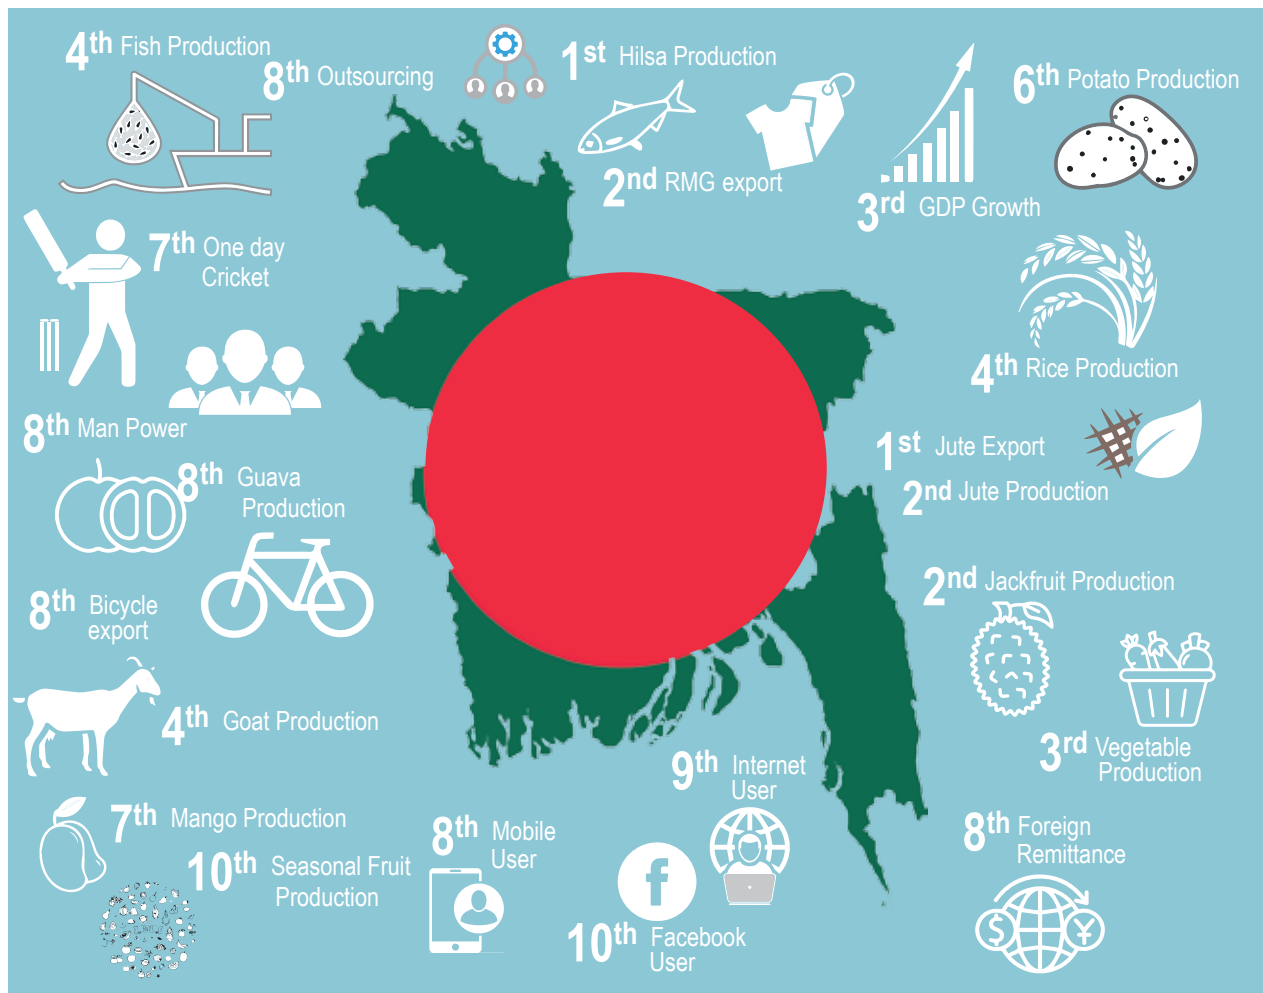 4th Fish Production
8th Outsourcing
1st Hilsa Production
2nd RMG export
3rd GDP Growth
6th Potato Production
7th One day
Cricket
4th Rice Production
8th Man Power
1st Jute Export
2nd Jute Production
8th Guava
Production
2nd Jackfruit Production
8th Bicycle
export
4th Goat Production
3rd Vegetable
Production
9th Internet
User
7th Mango Production
10th Seasonal Fruit
Production
8th Mobile
User
10th Facebook
User
8th Foreign
Remittance
f
$ ¥